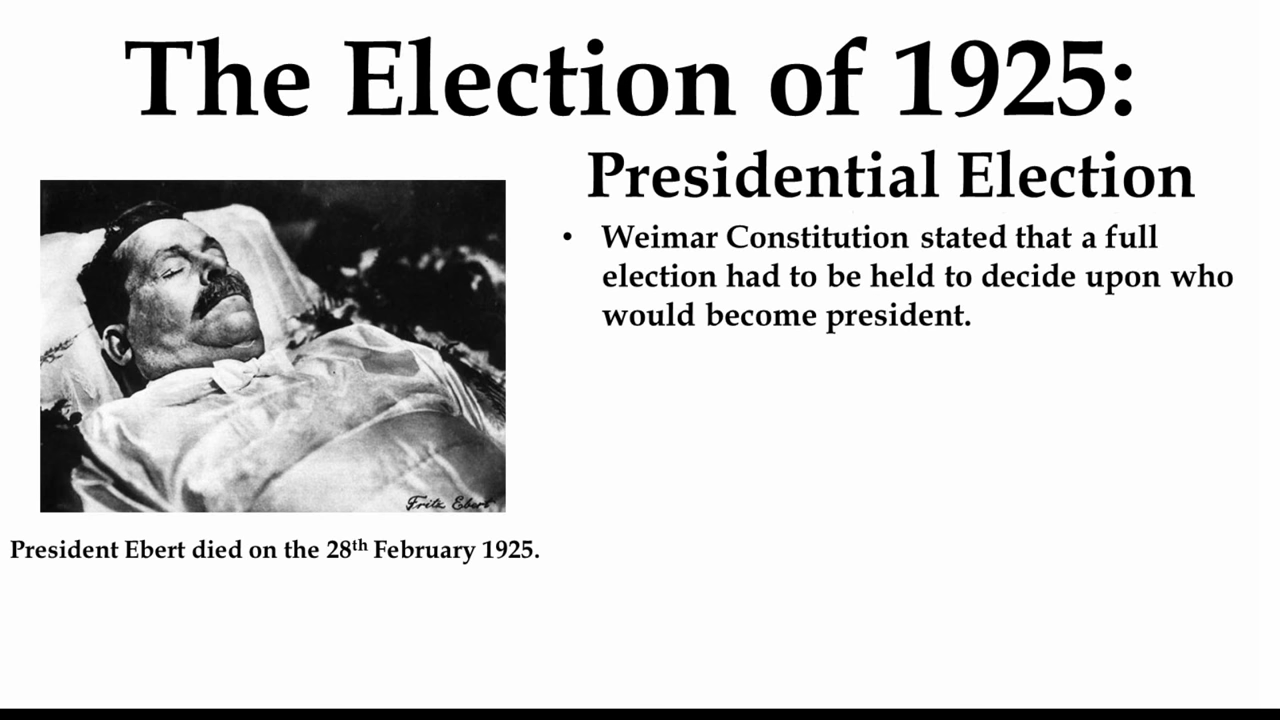 The Election of 1925:
Presidential Election
• Weimar Constitution stated that a full
election had to be held to decide upon who
would become president.
Fritz Ebert
President Ebert died on the 28th February 1925.